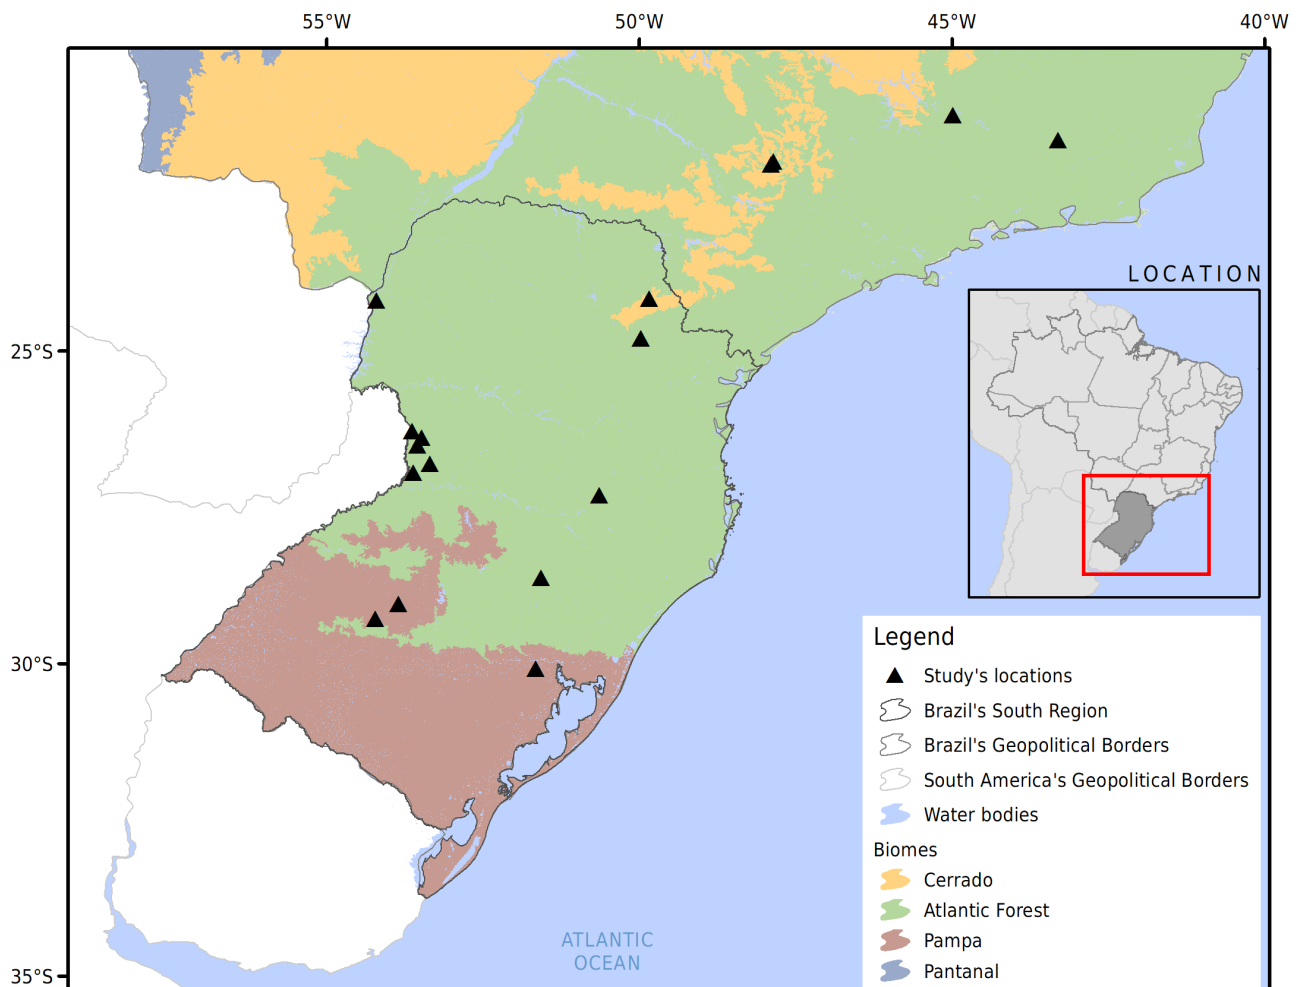 55°W
50°W
45°W
40°W
LOCATION
25°S
30°S
35°S
Legend
Study's locations
Brazil's South Region
Brazil's Geopolitical Borders
South America's Geopolitical Borders
Water bodies
Biomes
Cerrado
Atlantic Forest
Pampa
Pantanal
ATLANTIC
OCEAN